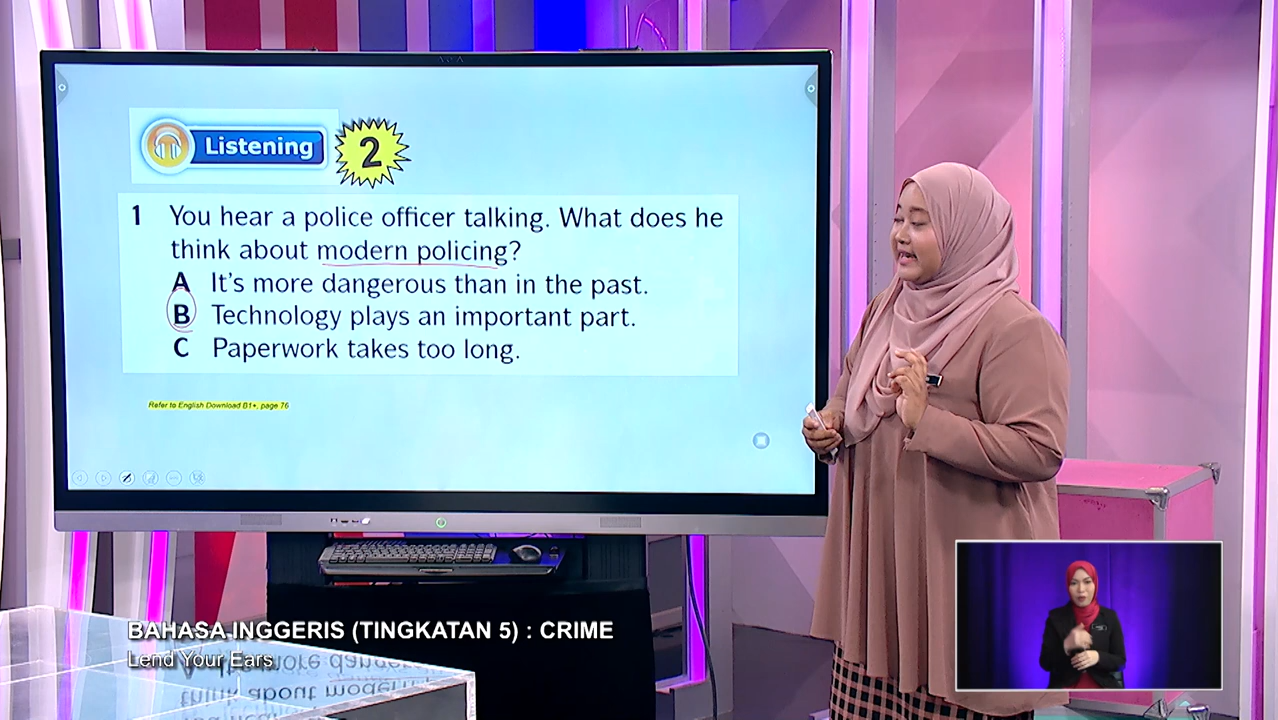 Listening
2
1 You hear a police officer talking. What does he
think about modern policing?
A It's more dangerous than in the past.
B Technology plays an important part.
C Paperwork takes too long.
Refer to English Download B1+, page 76
BAHASA INGGERIS (TINGKATAN 5) : CRIME
Lend Your Ears